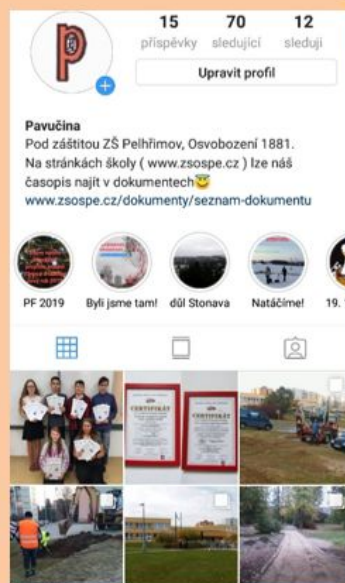 15 70 12
příspěvky sledující sleduji
Upravit profil
Pavučina
Pod záštitou ZŠ Pelhřimov, Osvobození 1881.
Na stránkách školy ( www.zsospe.cz ) lze náš
časopis najít v dokumentech
www.zsospe.cz/dokumenty/seznam-dokumentu
PF 2019 Byli jsme tam! důl Stonava Natáčíme! 19.
CERTIFIKÁT CERTIFIKÁT